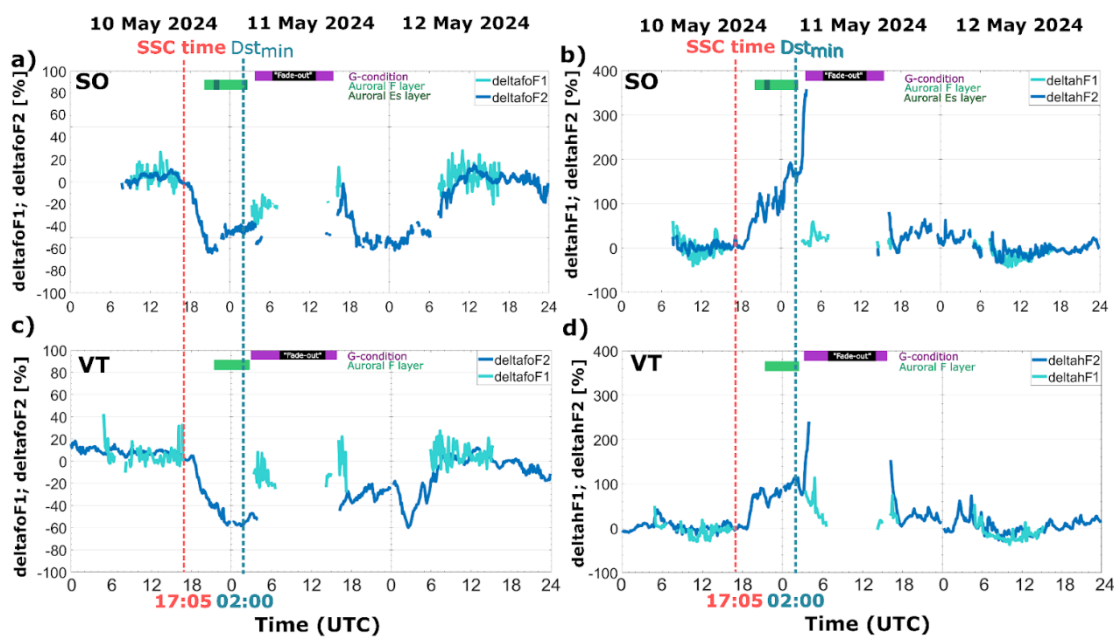 10 May 2024 11 May 2024 12 May 2024
SSC time Dstmin
a)
SO
"Fade-out"
G-condition
Auroral F layer
Auroral Es layer
deltafoF1
deltafoF2
deltafoF1; deltafoF2 [%]
100
80
60
40
20
0
-20
-40
-60
-80
-100
0 6 12 18 0 6 12 18 0 6 12 18 24
10 May 2024 11 May 2024 12 May 2024
SSC time Dstmin
b)
SO
"Fade-out"
G-condition
Auroral F layer
Auroral Es layer
deltahF1
deltahF2
deltahF1; deltahF2 [%]
400
300
200
100
0
-100
0 6 12 18 0 6 12 18 0 6 12 18 24
c)
VT
"Fade-out"
G-condition
Auroral F layer
deltafoF2
deltafoF1
deltafoF1; deltafoF2 [%]
100
80
60
40
20
0
-20
-40
-60
-80
-100
0 6 12 18 0 6 12 18 0 6 12 18 24
17:05 02:00
Time (UTC)
d)
VT
"Fade-out"
G-condition
Auroral F layer
deltahF2
deltahF1
deltahF1; deltahF2 [%]
400
300
200
100
0
-100
0 6 12 18 0 6 12 18 0 6 12 18 24
17:05 02:00
Time (UTC)